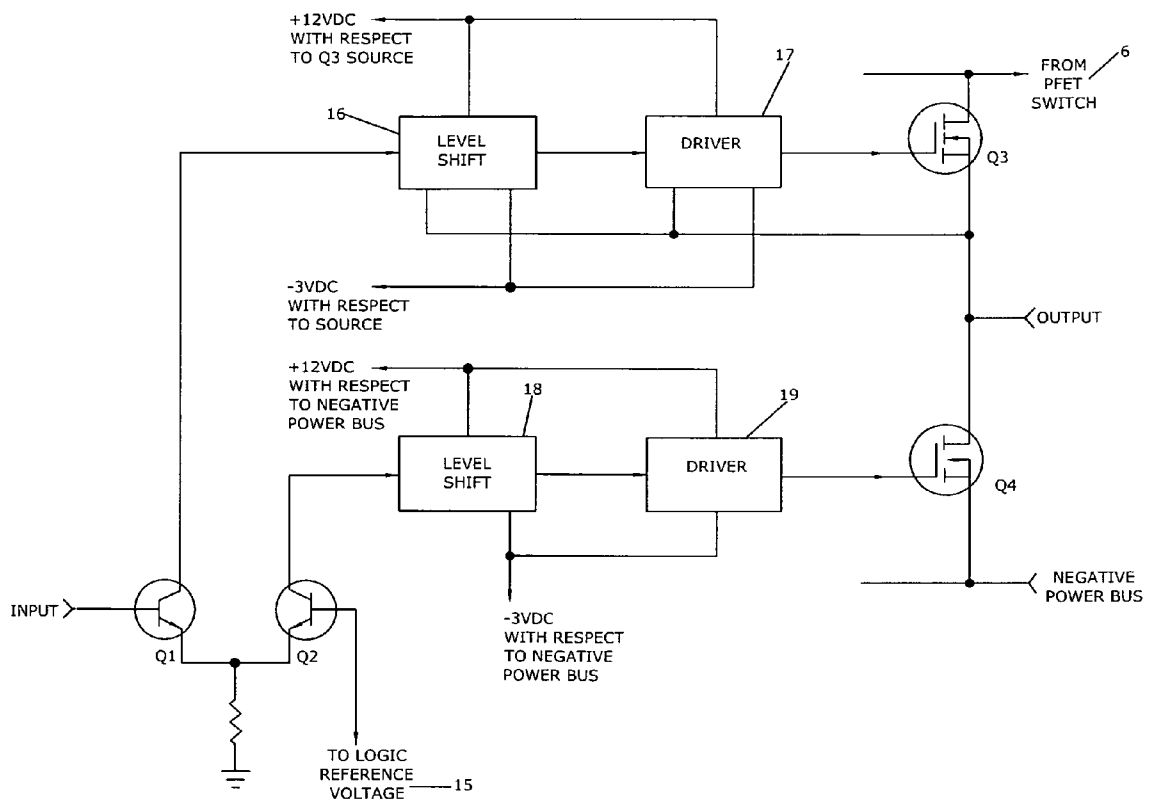 +12VDC
WITH RESPECT
TO Q3 SOURCE
17
FROM
PFET
SWITCH
6
16
LEVEL
SHIFT
DRIVER
Q3
-3VDC
WITH RESPECT
TO SOURCE
OUTPUT
+12VDC
WITH RESPECT
TO NEGATIVE
POWER BUS
18
19
LEVEL
SHIFT
DRIVER
Q4
INPUT
Q1
Q2
-3VDC
WITH RESPECT
TO NEGATIVE
POWER BUS
NEGATIVE
POWER BUS
TO LOGIC
REFERENCE
VOLTAGE
15